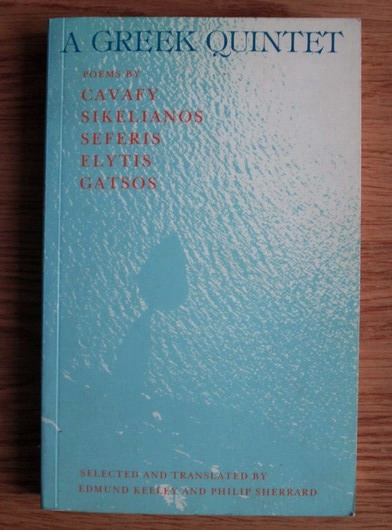 A GREEK QUINTET
POEMS BY
CAVAFY
SIKELIANOS
SEFERIS
ELYTIS
GATSOS
SELECTED AND TRANSLATED BY
EDMUND KEELEY AND PHILIP SHERRARD